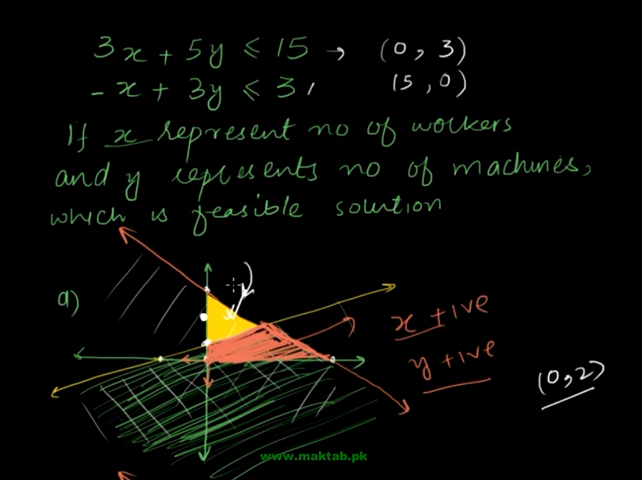 3x + 5y ≤ 15 → (0, 3)
-x + 3y ≤ 3, (5, 0)
If x represent no of workers
and y represents no of machines,
which is feasible solution
a)
x +ive
y +ive
(0,2)
www.maktab.pk